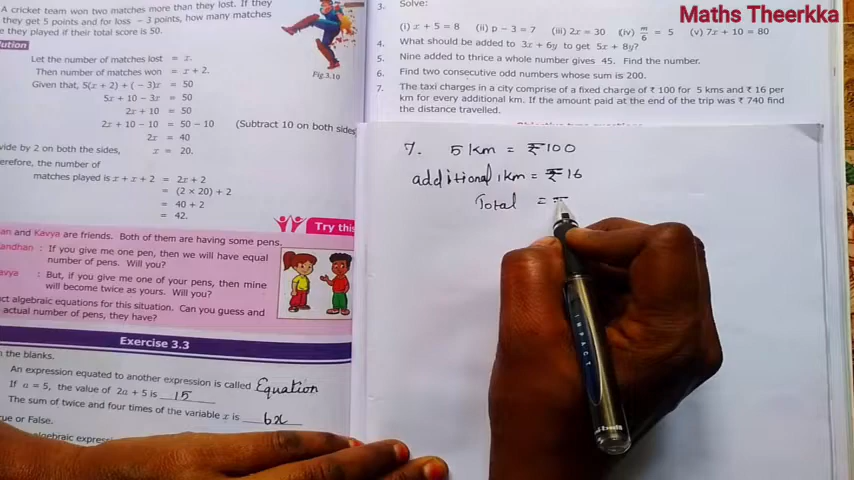 A cricket team won two matches more than they lost. If they
they get 5 points and for loss - 3 points, how many matches
they played if their total score is 50.
ution
Let the number of matches lost = x.
Then number of matches won = x + 2.
Given that, 5(x + 2) + (-3)x = 50
5x + 10 - 3x = 50
2x + 10 = 50
2x + 10 - 10 = 50 - 10 (Subtract 10 on both sides
2x = 40
vide by 2 on both the sides, x = 20.
erefore, the number of
matches played is x + x + 2 = 2x + 2
= (2 × 20) + 2
= 40 + 2
= 42.
Fig.3.10
Try this
an and Kavya are friends. Both of them are having some pens.
andhan : If you give me one pen, then we will have equal
number of pens. Will you?
avya : But, if you give me one of your pens, then mine
will become twice as yours. Will you?
ct algebraic equations for this situation. Can you guess and
actual number of pens, they have?
Exercise 3.3
n the blanks.
An expression equated to another expression is called Equation
If a = 5, the value of 2a + 5 is 15
The sum of twice and four times of the variable x is 6x
ue or False.
algebraic expre
Maths Theerkka
3. Solve:
(i) x + 5 = 8 (ii) p - 3 = 7 (iii) 2x = 30 (iv) m/6 = 5 (v) 7x + 10 = 80
4. What should be added to 3x + 6y to get 5x + 8y?
5. Nine added to thrice a whole number gives 45. Find the number.
6. Find two consecutive odd numbers whose sum is 200.
7. The taxi charges in a city comprise of a fixed charge of ₹ 100 for 5 kms and ₹ 16 per
km for every additional km. If the amount paid at the end of the trip was ₹ 740 find
the distance travelled.
7. 5 km = ₹100
additional 1km = ₹16
Total = ₹